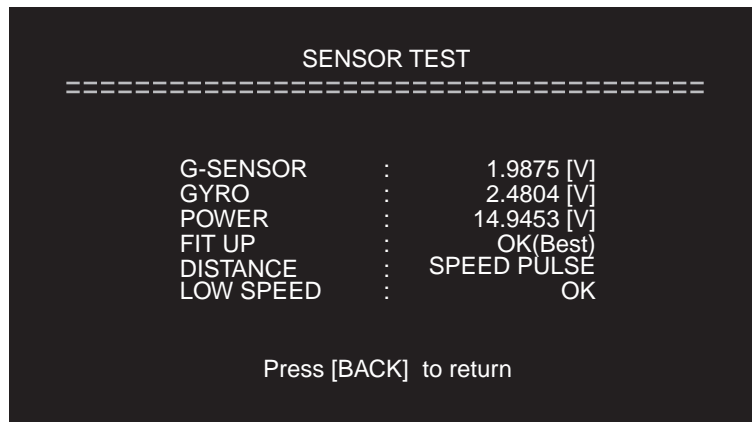 SENSOR TEST
=====================================
G-SENSOR : 1.9875 [V]
GYRO : 2.4804 [V]
POWER : 14.9453 [V]
FIT UP : OK(Best)
DISTANCE : SPEED PULSE
LOW SPEED : OK
Press [BACK] to return